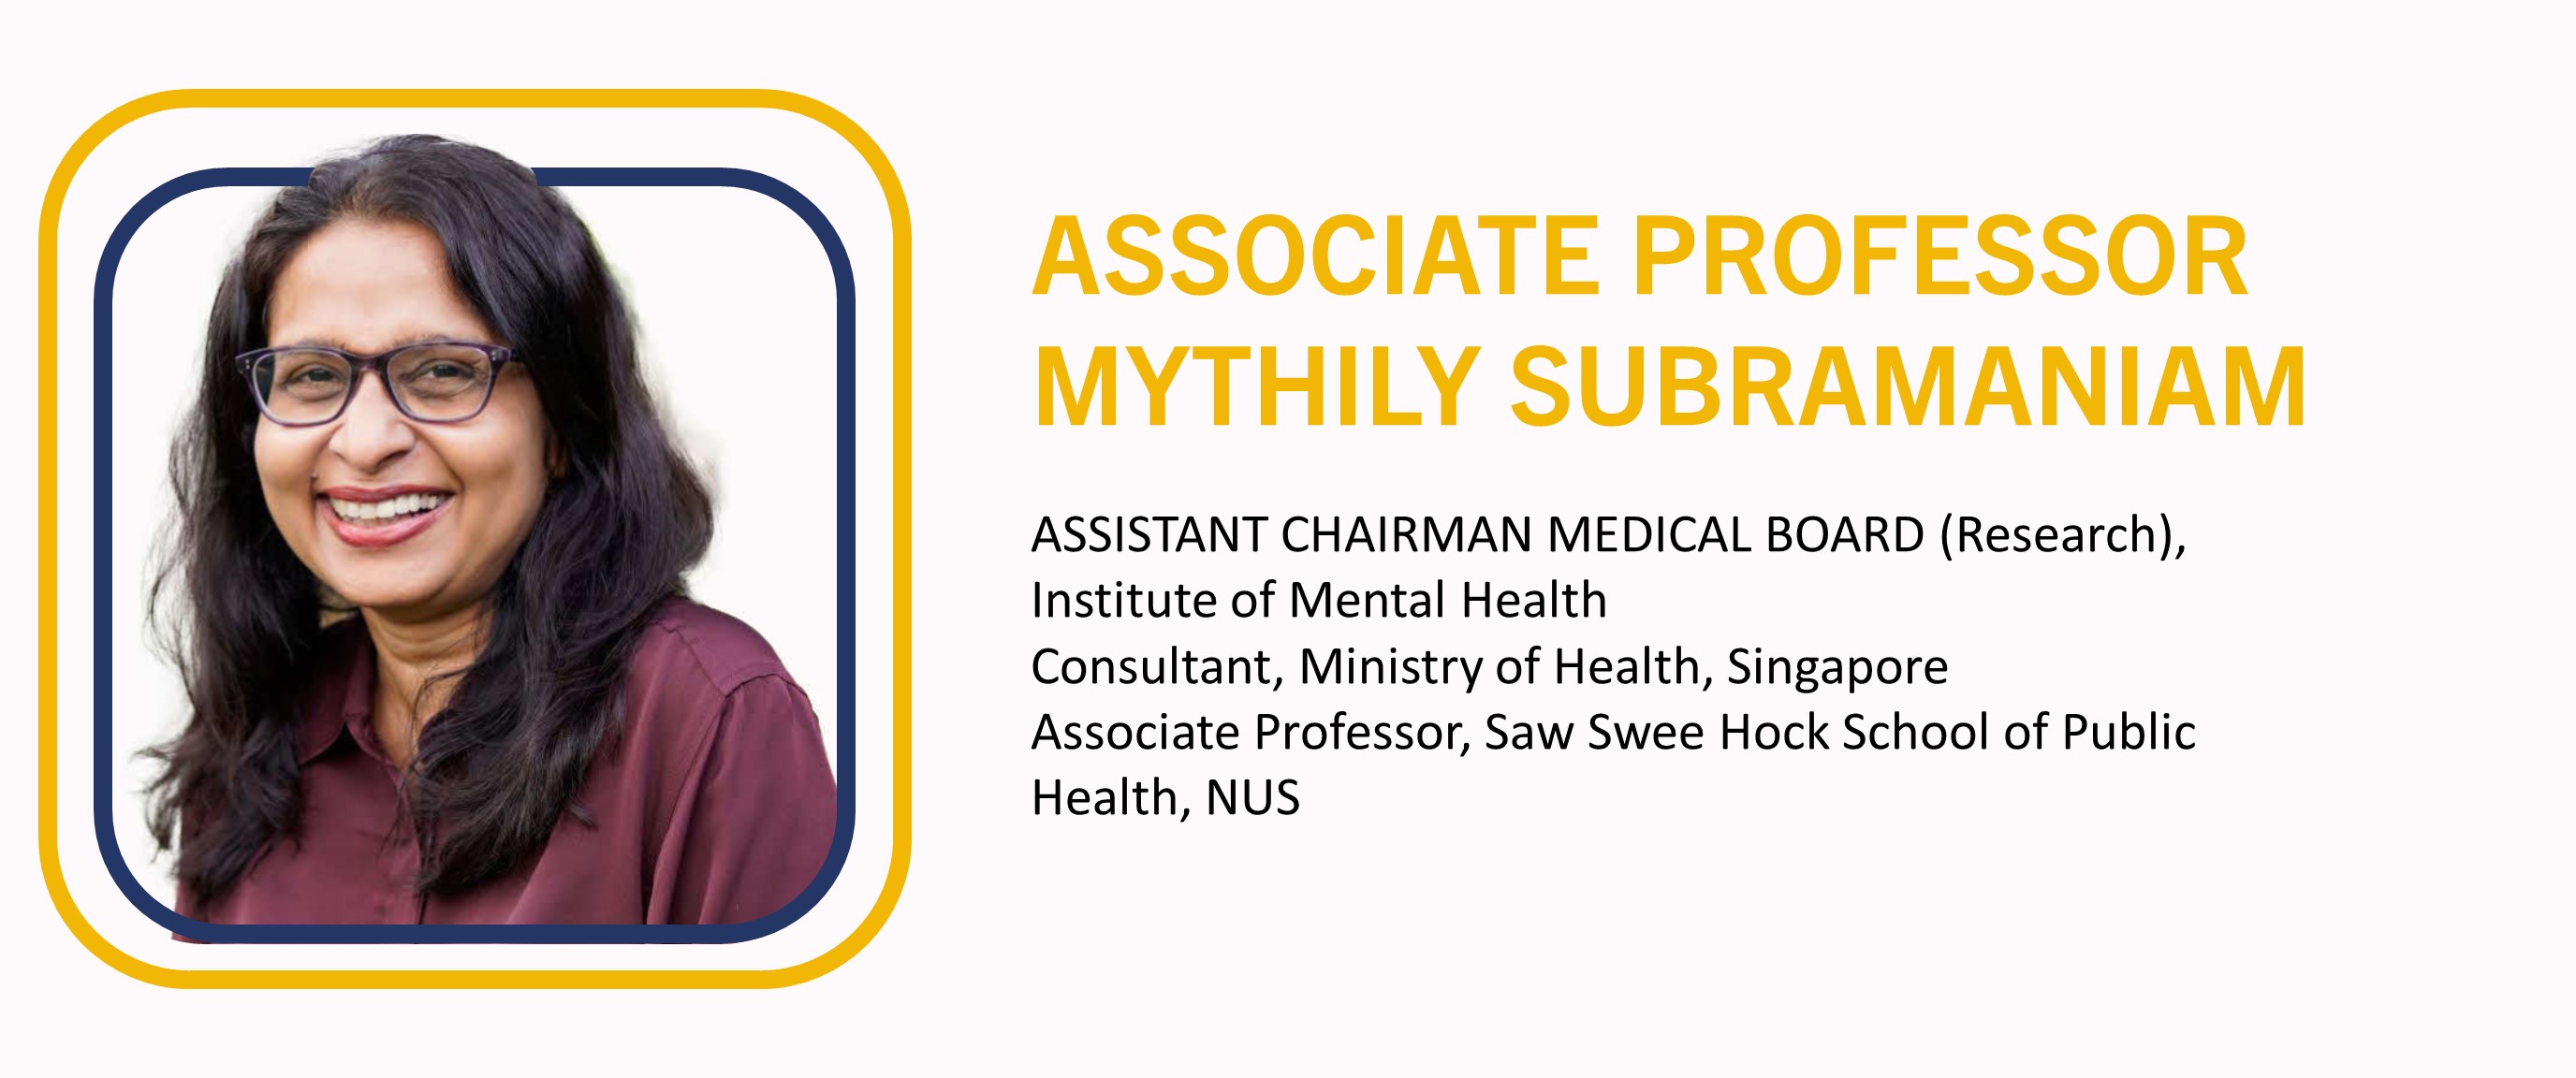 ASSOCIATE PROFESSOR
MYTHILY SUBRAMANIAM
ASSISTANT CHAIRMAN MEDICAL BOARD (Research),
Institute of Mental Health
Consultant, Ministry of Health, Singapore
Associate Professor, Saw Swee Hock School of Public
Health, NUS